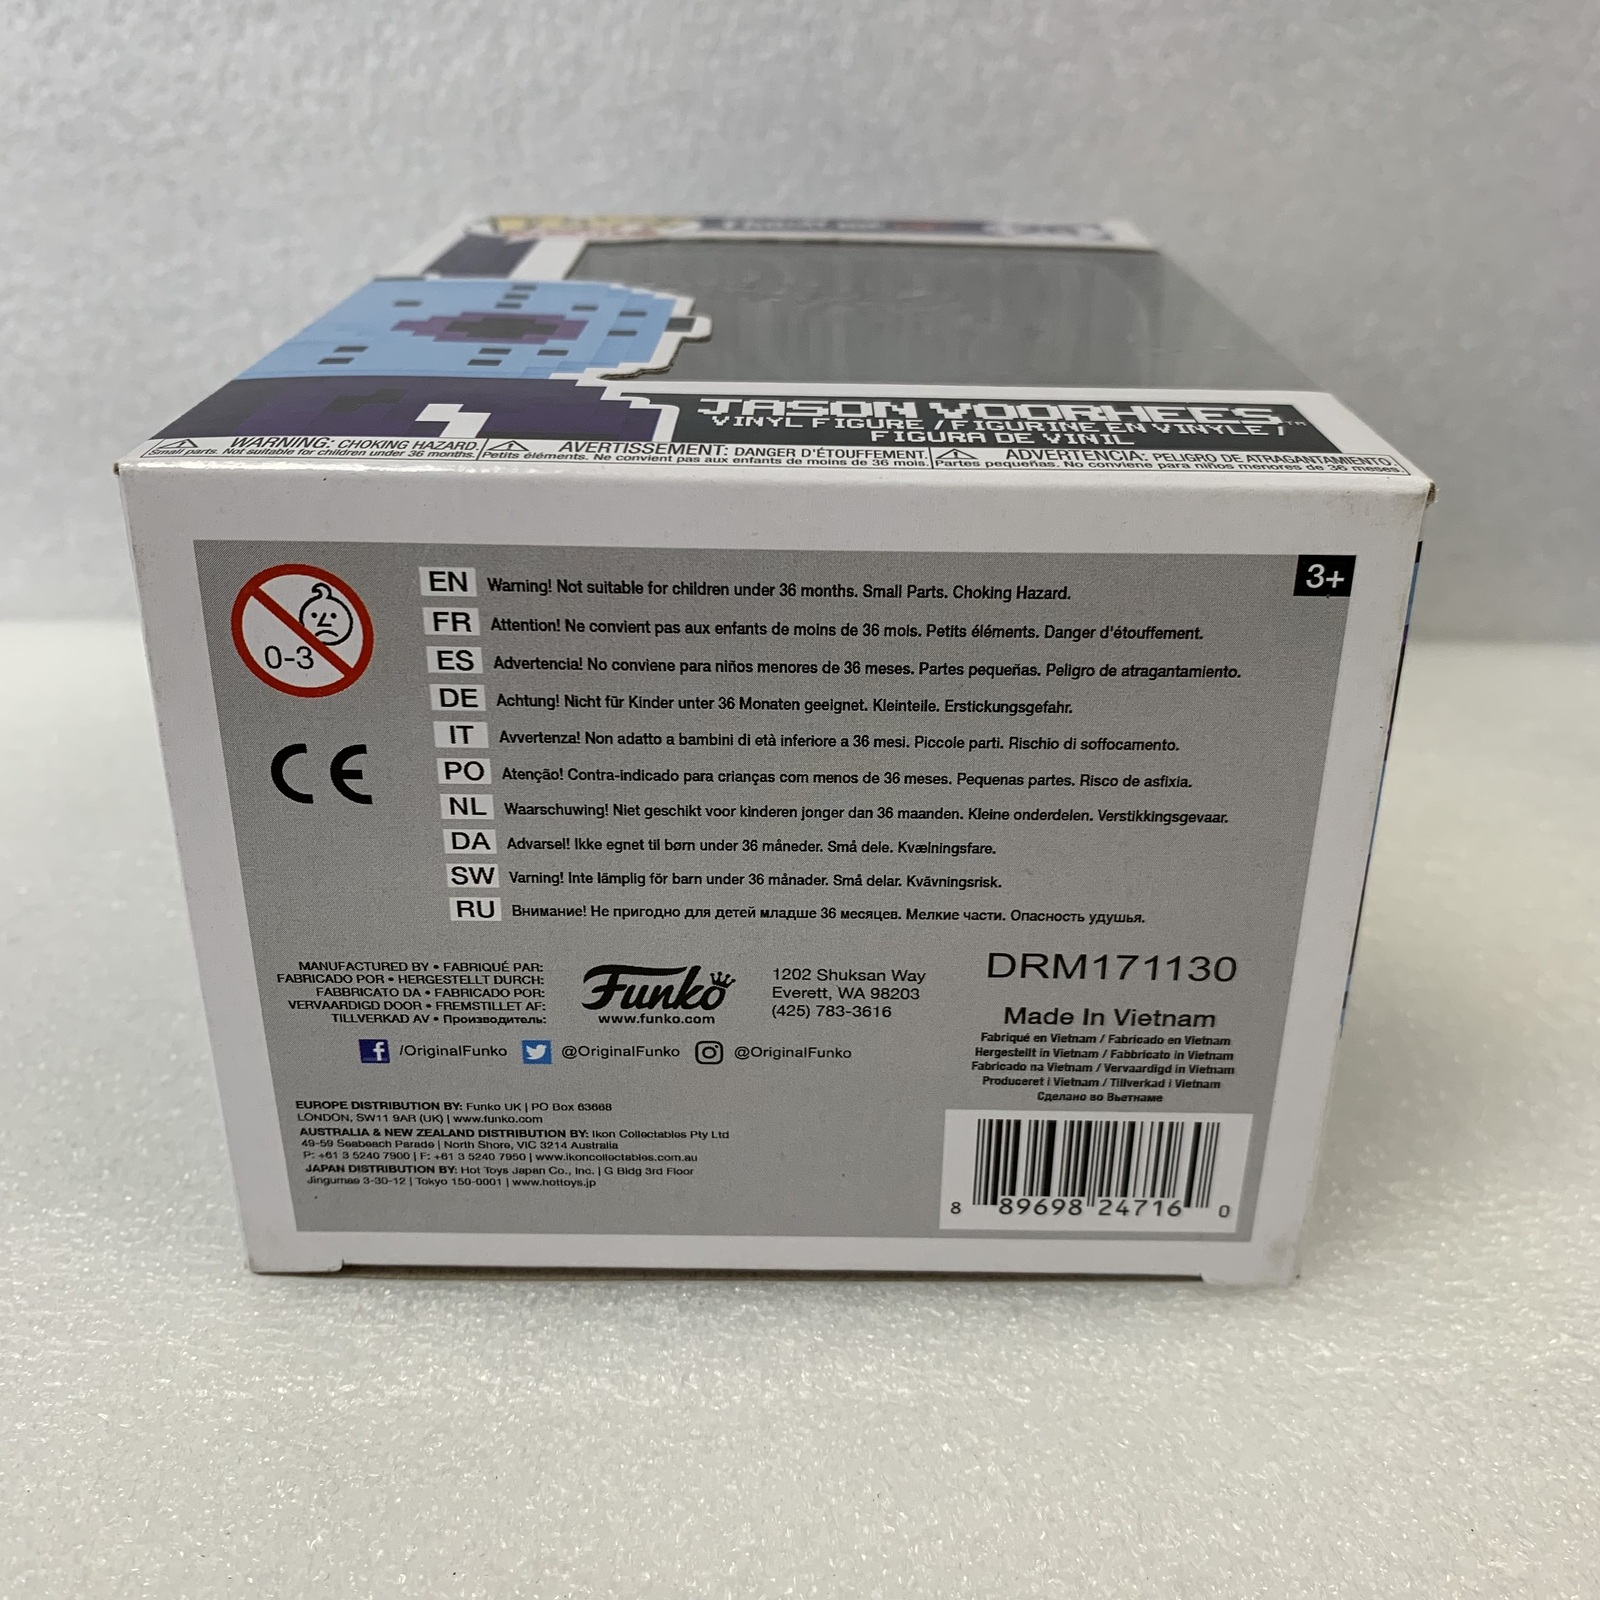 JASON VOORHEES™
VINYL FIGURE / FIGURINE EN VINYLE /
FIGURA DE VINIL
WARNING: CHOKING HAZARD.
Small parts. Not suitable for children under 36 months.
AVERTISSEMENT: DANGER D'ÉTOUFFEMENT.
Petits éléments. Ne convient pas aux enfants de moins de 36 mois.
ADVERTENCIA: PELIGRO DE ATRAGANTAMIENTO.
Partes pequeñas. No conviene para niños menores de 36 meses.
3+
0-3
CE
EN Warning! Not suitable for children under 36 months. Small Parts. Choking Hazard.
FR Attention! Ne convient pas aux enfants de moins de 36 mois. Petits éléments. Danger d'étouffement.
ES Advertencia! No conviene para niños menores de 36 meses. Partes pequeñas. Peligro de atragantamiento.
DE Achtung! Nicht für Kinder unter 36 Monaten geeignet. Kleinteile. Erstickungsgefahr.
IT Avvertenza! Non adatto a bambini di età inferiore a 36 mesi. Piccole parti. Rischio di soffocamento.
PO Atenção! Contra-indicado para crianças com menos de 36 meses. Pequenas partes. Risco de asfixia.
NL Waarschuwing! Niet geschikt voor kinderen jonger dan 36 maanden. Kleine onderdelen. Verstikkingsgevaar.
DA Advarsel! Ikke egnet til børn under 36 måneder. Små dele. Kvælningsfare.
SW Varning! Inte lämplig för barn under 36 månader. Små delar. Kvävningsrisk.
RU Внимание! Не пригодно для детей младше 36 месяцев. Мелкие части. Опасность удушья.
MANUFACTURED BY • FABRIQUÉ PAR:
FABRICADO POR • HERGESTELLT DURCH:
FABBRICATO DA • FABRICADO POR:
VERVAARDIGD DOOR • FREMSTILLET AF:
TILLVERKAD AV • Производитель:
Funko
www.funko.com
1202 Shuksan Way
Everett, WA 98203
(425) 783-3616
/OriginalFunko @OriginalFunko @OriginalFunko
DRM171130
Made In Vietnam
Fabriqué en Vietnam / Fabricado en Vietnam
Hergestellt in Vietnam / Fabbricato in Vietnam
Fabricado na Vietnam / Vervaardigd in Vietnam
Produceret i Vietnam / Tillverkad i Vietnam
Сделано во Вьетнаме
EUROPE DISTRIBUTION BY: Funko UK | PO Box 63668
LONDON, SW11 9AR (UK) | www.funko.com
AUSTRALIA & NEW ZEALAND DISTRIBUTION BY: Ikon Collectables Pty Ltd
49-59 Seabeach Parade | North Shore, VIC 3214 Australia
P: +61 3 5240 7900 | F: +61 3 5240 7950 | www.ikoncollectables.com.au
JAPAN DISTRIBUTION BY: Hot Toys Japan Co., Inc. | G Bldg 3rd Floor
Jingumae 3-30-12 | Tokyo 150-0001 | www.hottoys.jp
8 89698 24716 0